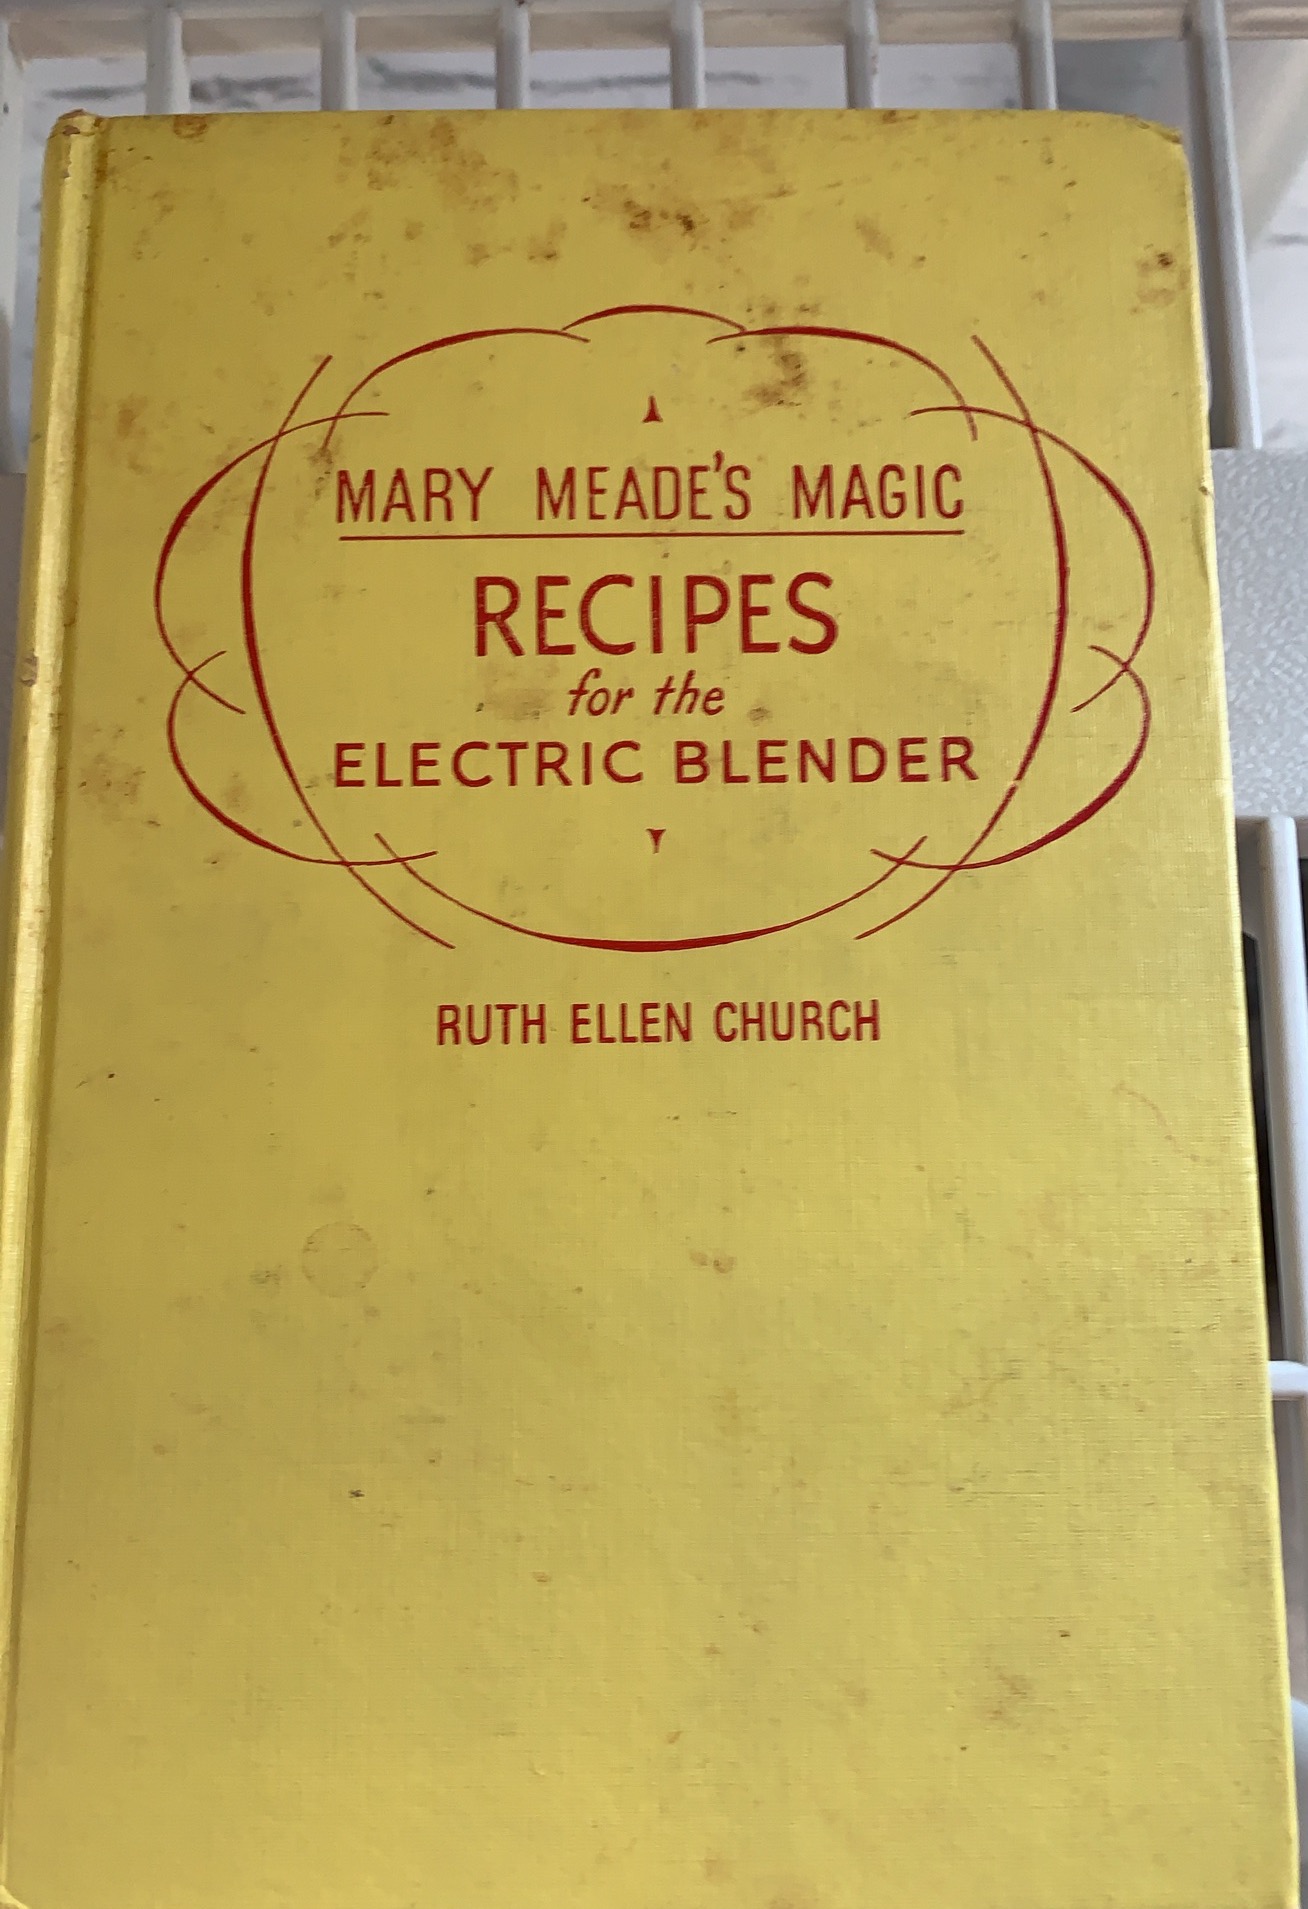 MARY MEADE'S MAGIC
RECIPES
for the
ELECTRIC BLENDER
RUTH ELLEN CHURCH